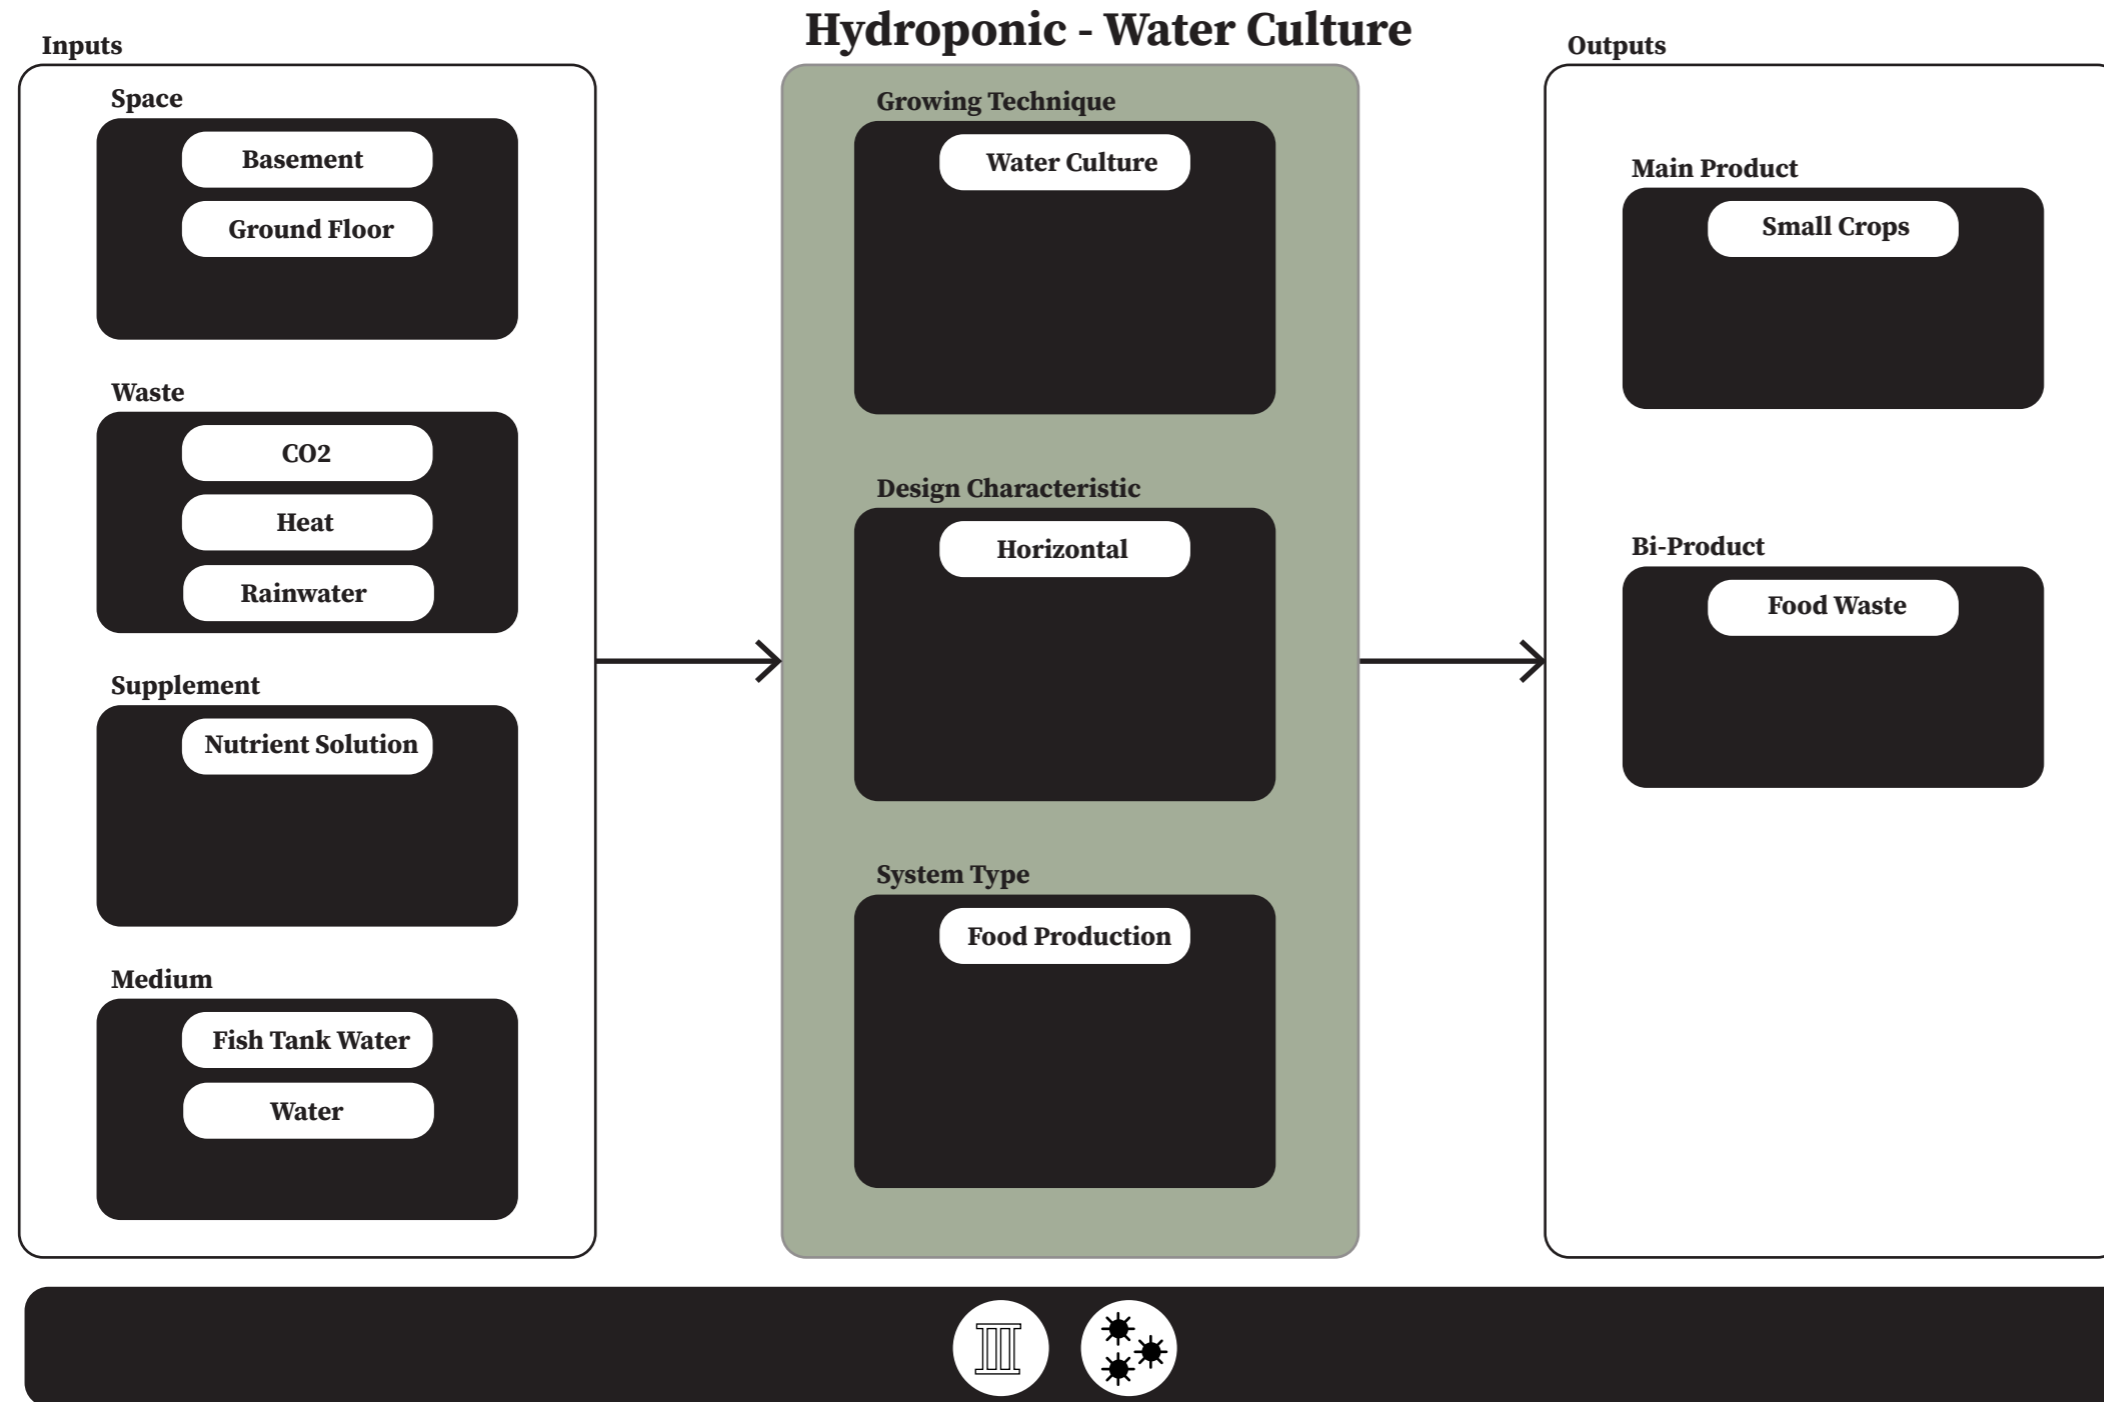 Hydroponic - Water Culture
Inputs
Space
Basement
Ground Floor
Waste
CO2
Heat
Rainwater
Supplement
Nutrient Solution
Medium
Fish Tank Water
Water
Growing Technique
Water Culture
Design Characteristic
Horizontal
System Type
Food Production
Outputs
Main Product
Small Crops
Bi-Product
Food Waste